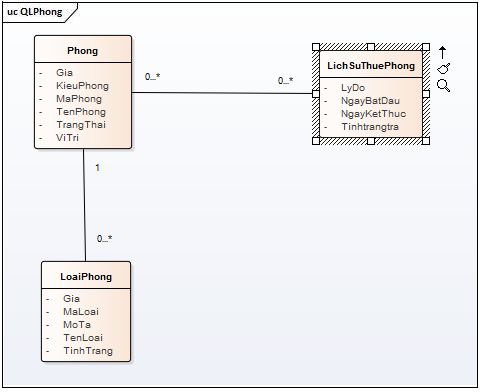 uc QLPhong
Phong
- Gia
- KieuPhong
- MaPhong
- TenPhong
- TrangThai
- ViTri
0...*
0...*
LichSuThuePhong
- LyDo
- NgayBatDau
- NgayKetThuc
- Tinhtrangtra
1
0...*
LoaiPhong
- Gia
- MaLoai
- MoTa
- TenLoai
- TinhTrang